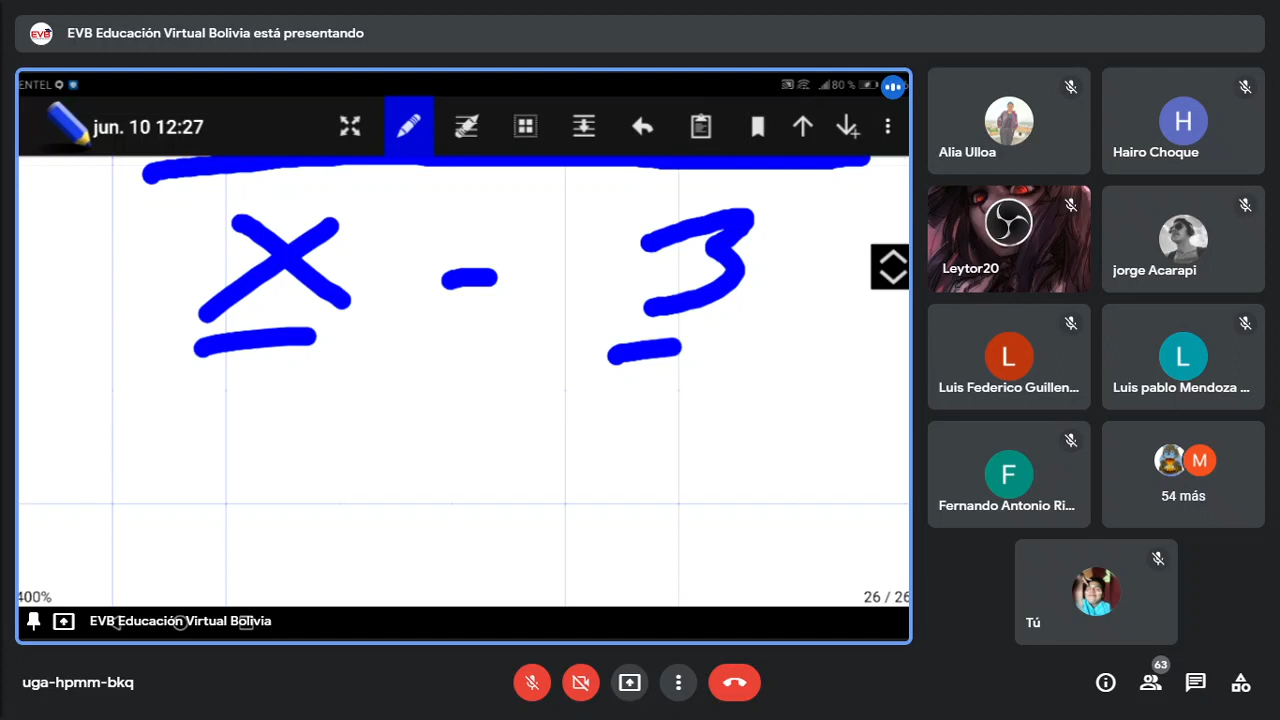 EVB Educación Virtual Bolivia está presentando
ENTEL
80 %
jun. 10 12:27
x - 3
400%
26 / 26
EVB Educación Virtual Bolivia
Alia Ulloa
H
Hairo Choque
Leytor20
jorge Acarapi
L
Luis Federico Guillen...
L
Luis pablo Mendoza ...
F
Fernando Antonio Ri...
M
54 más
Tú
uga-hpmm-bkq
63